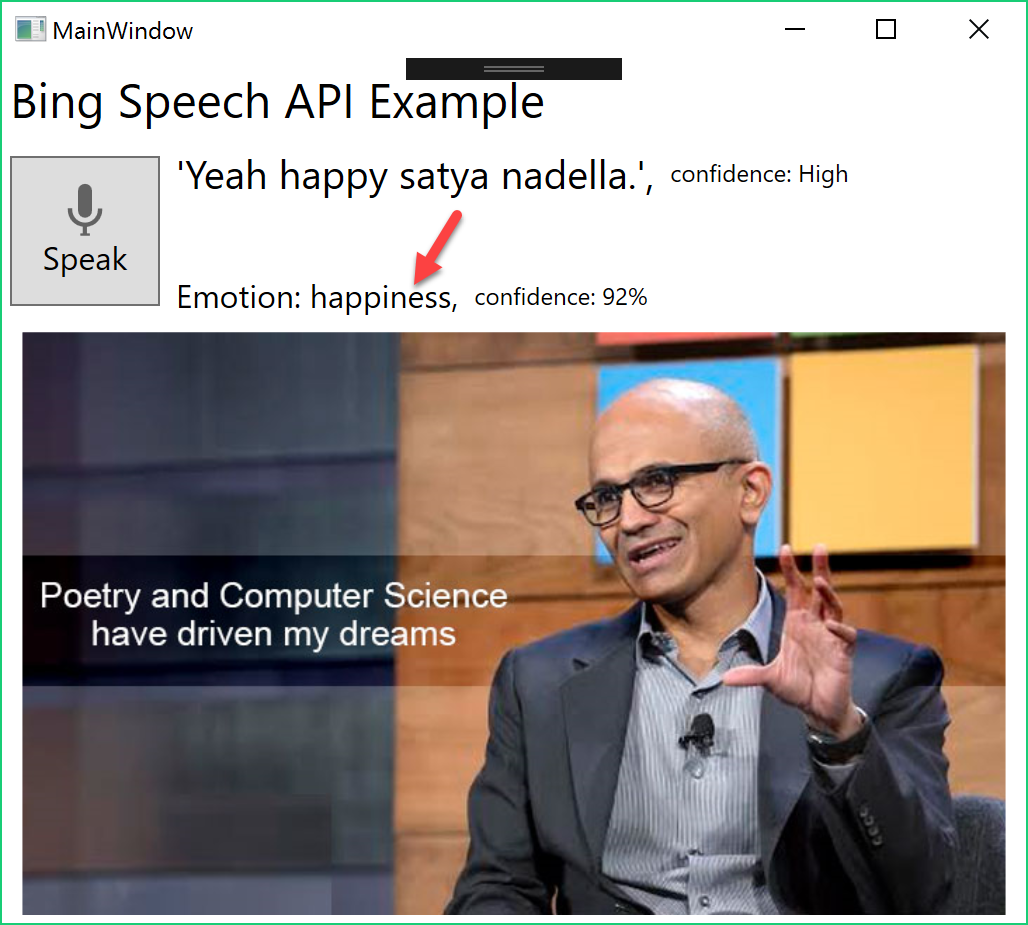 MainWindow
Bing Speech API Example
'Yeah happy satya nadella.', confidence: High
Speak
Emotion: happiness, confidence: 92%
Poetry and Computer Science
have driven my dreams